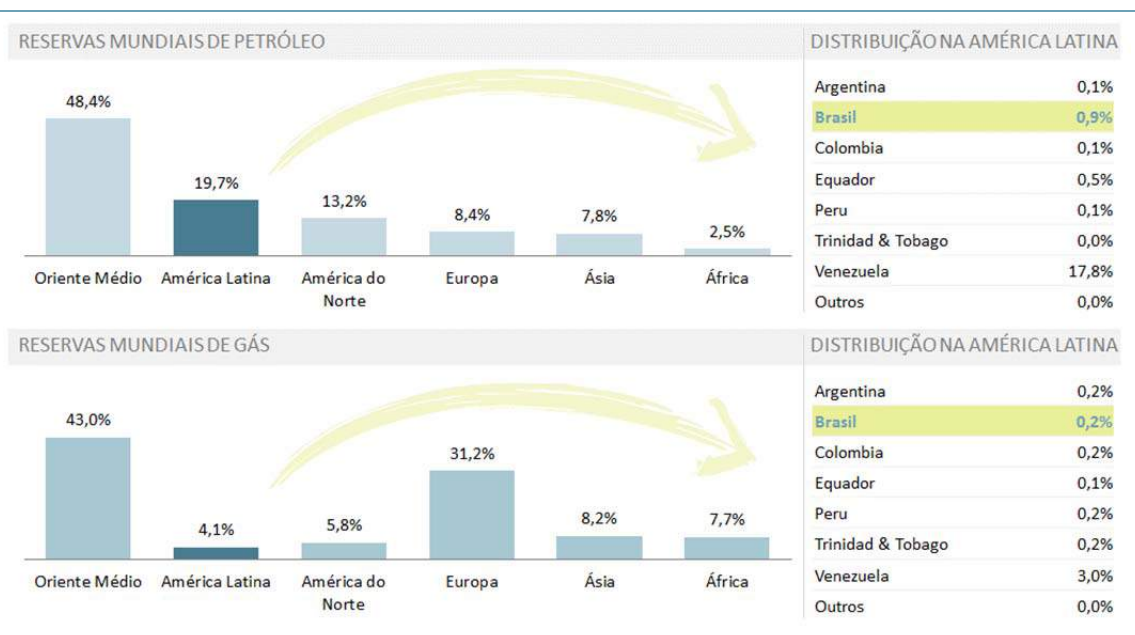 RESERVAS MUNDIAIS DE PETRÓLEO
48,4%
19,7%
13,2%
8,4%
7,8%
2,5%
Oriente Médio América Latina América do Norte Europa Ásia África
DISTRIBUIÇÃO NA AMÉRICA LATINA
Argentina 0,1%
Brasil 0,9%
Colombia 0,1%
Equador 0,5%
Peru 0,1%
Trinidad & Tobago 0,0%
Venezuela 17,8%
Outros 0,0%
RESERVAS MUNDIAIS DE GÁS
43,0%
4,1%
5,8%
31,2%
8,2%
7,7%
Oriente Médio América Latina América do Norte Europa Ásia África
DISTRIBUIÇÃO NA AMÉRICA LATINA
Argentina 0,2%
Brasil 0,2%
Colombia 0,2%
Equador 0,1%
Peru 0,2%
Trinidad & Tobago 0,2%
Venezuela 3,0%
Outros 0,0%